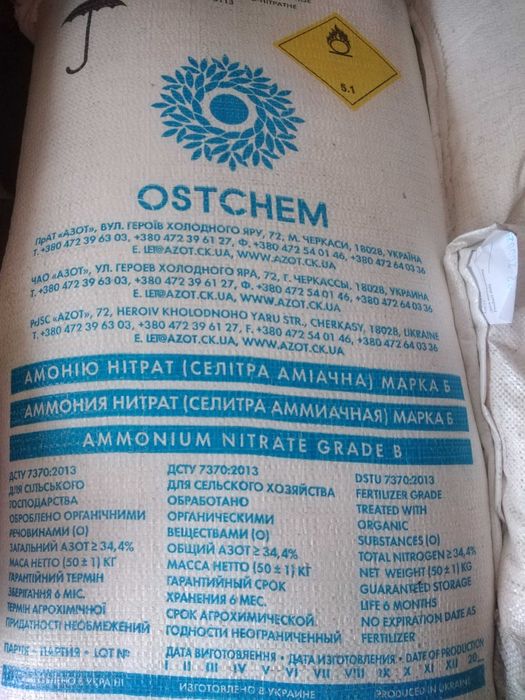 5.1
OSTCHEM
ПрАТ «АЗОТ», ВУЛ. ГЕРОЇВ ХОЛОДНОГО ЯРУ, 72, М. ЧЕРКАСИ, 18028, УКРАЇНА
Т. +380 472 39 63 03, +380 472 39 61 27, Ф. +380 472 54 01 46, +380 472 64 03 36
E. LET@AZOT.CK.UA, WWW.AZOT.CK.UA
ЧАО «АЗОТ», УЛ. ГЕРОЕВ ХОЛОДНОГО ЯРА, 72, Г. ЧЕРКАССЫ, 18028, УКРАИНА
Т. +380 472 39 63 03, +380 472 39 61 27, Ф. +380 472 54 01 46, +380 472 64 03 36
E. LET@AZOT.CK.UA, WWW.AZOT.CK.UA
PJSC «AZOT», 72, HEROIV KHOLODNOHO YARU STR., CHERKASY, 18028, UKRAINE
T. +380 472 39 63 03, +380 472 39 61 27, F. +380 472 54 01 46, +380 472 64 03 36
E. LET@AZOT.CK.UA, WWW.AZOT.CK.UA
АМОНІЮ НІТРАТ (СЕЛІТРА АМІАЧНА) МАРКА Б
АММОНИЯ НИТРАТ (СЕЛИТРА АММИАЧНАЯ) МАРКА Б
AMMONIUM NITRATE GRADE B
ДСТУ 7370:2013
ДЛЯ СІЛЬСЬКОГО
ГОСПОДАРСТВА
ОБРОБЛЕНО ОРГАНІЧНИМИ
РЕЧОВИНАМИ (О)
ЗАГАЛЬНИЙ АЗОТ ≥ 34,4%
МАСА НЕТТО (50 ± 1) КГ
ГАРАНТІЙНИЙ ТЕРМІН
ЗБЕРІГАННЯ 6 МІС.
ТЕРМІН АГРОХІМІЧНОЇ
ПРИДАТНОСТІ НЕОБМЕЖЕНИЙ
ДСТУ 7370:2013
ДЛЯ СЕЛЬСКОГО ХОЗЯЙСТВА
ОБРАБОТАНО
ОРГАНИЧЕСКИМИ
ВЕЩЕСТВАМИ (О)
ОБЩИЙ АЗОТ ≥ 34,4%
МАССА НЕТТО (50 ± 1) КГ
ГАРАНТИЙНЫЙ СРОК
ХРАНЕНИЯ 6 МЕС.
СРОК АГРОХИМИЧЕСКОЙ
ГОДНОСТИ НЕОГРАНИЧЕННЫЙ
DSTU 7370:2013
FERTILIZER GRADE
TREATED WITH
ORGANIC
SUBSTANCES (O)
TOTAL NITROGEN ≥ 34,4%
NET WEIGHT (50 ± 1) KG
GUARANTEED STORAGE
LIFE 6 MONTHS
NO EXPIRATION DATE AS
FERTILIZER
ПАРТІЯ • ПАРТИЯ • LOT № ДАТА ВИГОТОВЛЕННЯ • ДАТА ИЗГОТОВЛЕНИЯ • DATE OF PRODUCTION
I II III IV V VI VII VIII IX X XI XII 20__
В УКРАЇНІ ИЗГОТОВЛЕНО В УКРАИНЕ PRODUCED IN UKRAINE